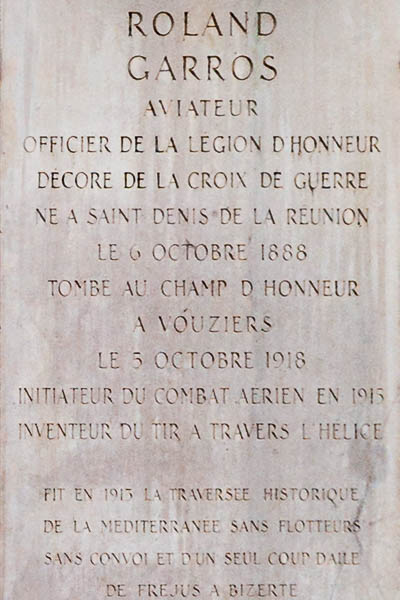 ROLAND
GARROS
AVIATEUR
OFFICIER DE LA LEGION D'HONNEUR
DECORE DE LA CROIX DE GUERRE
NE A SAINT DENIS DE LA REUNION
LE 6 OCTOBRE 1888
TOMBE AU CHAMP D HONNEUR
A VOUZIERS
LE 5 OCTOBRE 1918
INITIATEUR DU COMBAT AERIEN EN 1915
INVENTEUR DU TIR A TRAVERS L'HELICE
FIT EN 1913 LA TRAVERSEE HISTORIQUE
DE LA MEDITERRANEE SANS FLOTTEURS
SANS CONVOI ET D'UN SEUL COUP D'AILE
DE FREJUS A BIZERTE